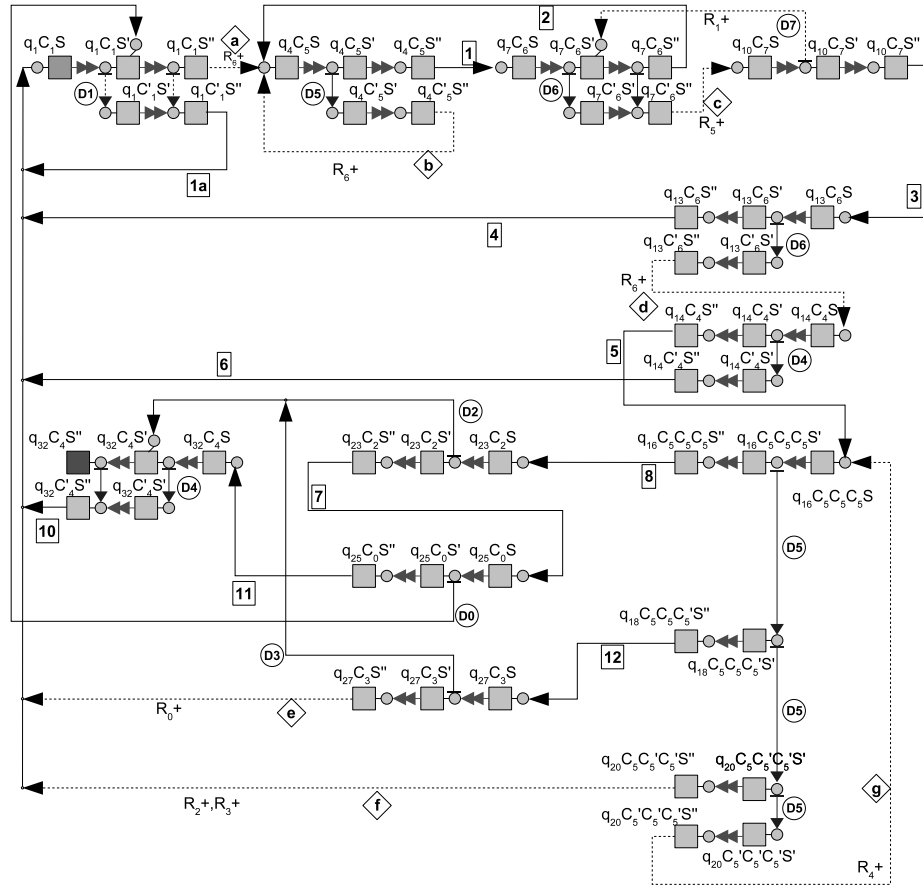 2 R₁+ D7
q₁C₁S q₁C₁S' q₁C₁S'' a R₆+ q₄C₅S q₄C₅S' q₄C₅S'' 1 q₇C₆S q₇C₆S' q₇C₆S'' q₁₀C₇S q₁₀C₇S' q₁₀C₇S''
D1 q₁C'₁S' q₁C'₁S'' D5 q₄C'₅S' q₄C'₅S'' D6 q₇C'₆S' q₇C'₆S'' c R₅+
R₆+ b
1a
q₁₃C₆S'' q₁₃C₆S' q₁₃C₆S 3
4
q₁₃C'₆S'' q₁₃C'₆S' D6
R₆+ d
q₁₄C₄S'' q₁₄C₄S' q₁₄C₄S
5
6 q₁₄C'₄S'' q₁₄C'₄S' D4
D2
q₃₂C₄S'' q₃₂C₄S' q₃₂C₄S q₂₃C₂S'' q₂₃C₂S' q₂₃C₂S q₁₆C₅C₅C₅S'' q₁₆C₅C₅C₅S'
8
q₃₂C'₄S'' q₃₂C'₄S' D4 7 q₁₆C₅C₅C₅S
10
q₂₅C₀S'' q₂₅C₀S' q₂₅C₀S D5
11 D0
q₁₈C₅C₅C₅'S''
D3 12
q₂₇C₃S'' q₂₇C₃S' q₂₇C₃S q₁₈C₅C₅C₅'S'
R₀+ e D5
q₂₀C₅C₅'C₅'S'' q₂₀C₅C₅'C₅'S'
R₂+,R₃+ f D5 g
q₂₀C₅'C₅'C₅'S''
q₂₀C₅'C₅'C₅'S' R₄+